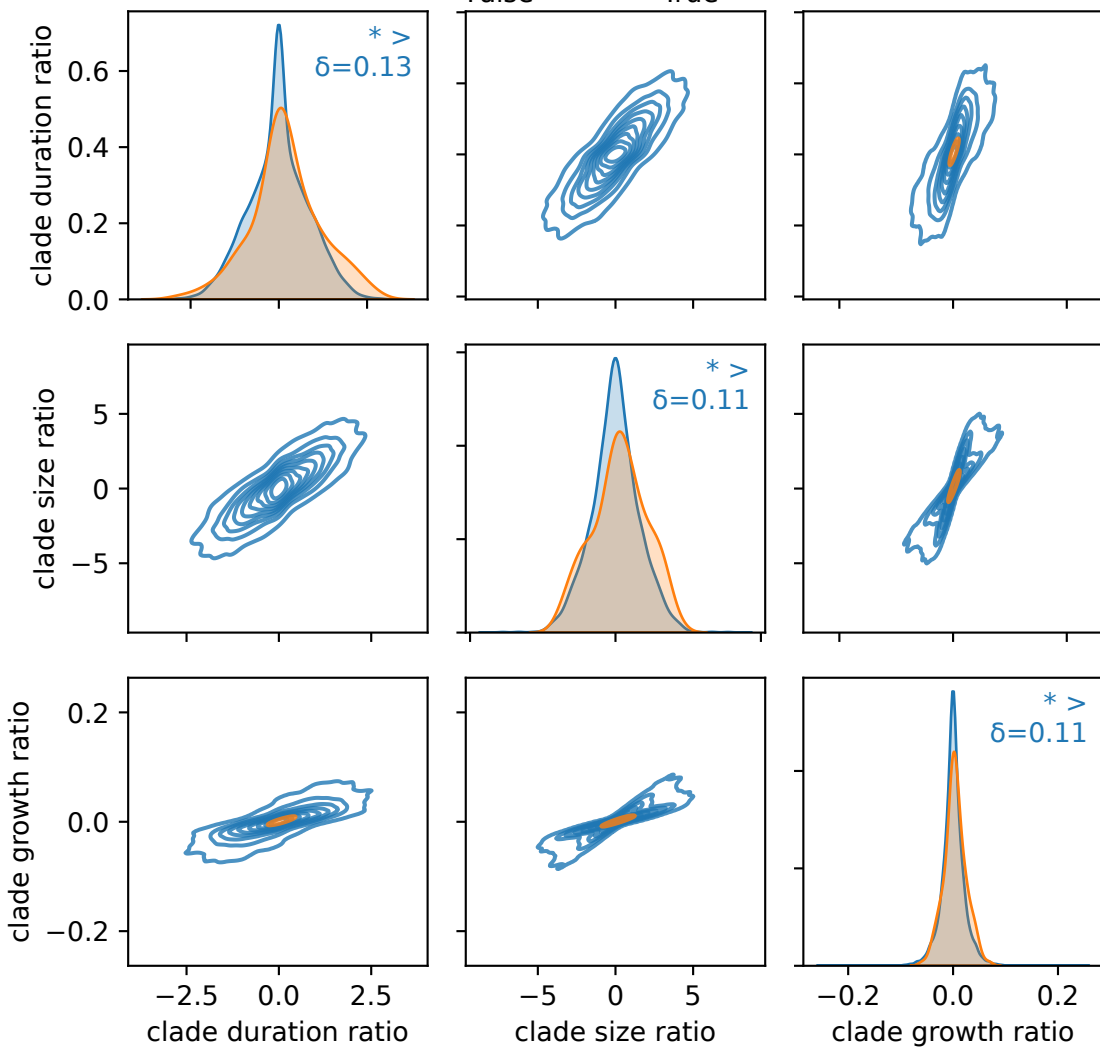 clade duration ratio
0.6
0.4
0.2
0.0
* >
δ=0.13
clade size ratio
5
0
−5
* >
δ=0.11
clade growth ratio
0.2
0.0
−0.2
* >
δ=0.11
−2.5 0.0 2.5
−5 0 5
−0.2 0.0 0.2
clade duration ratio
clade size ratio
clade growth ratio